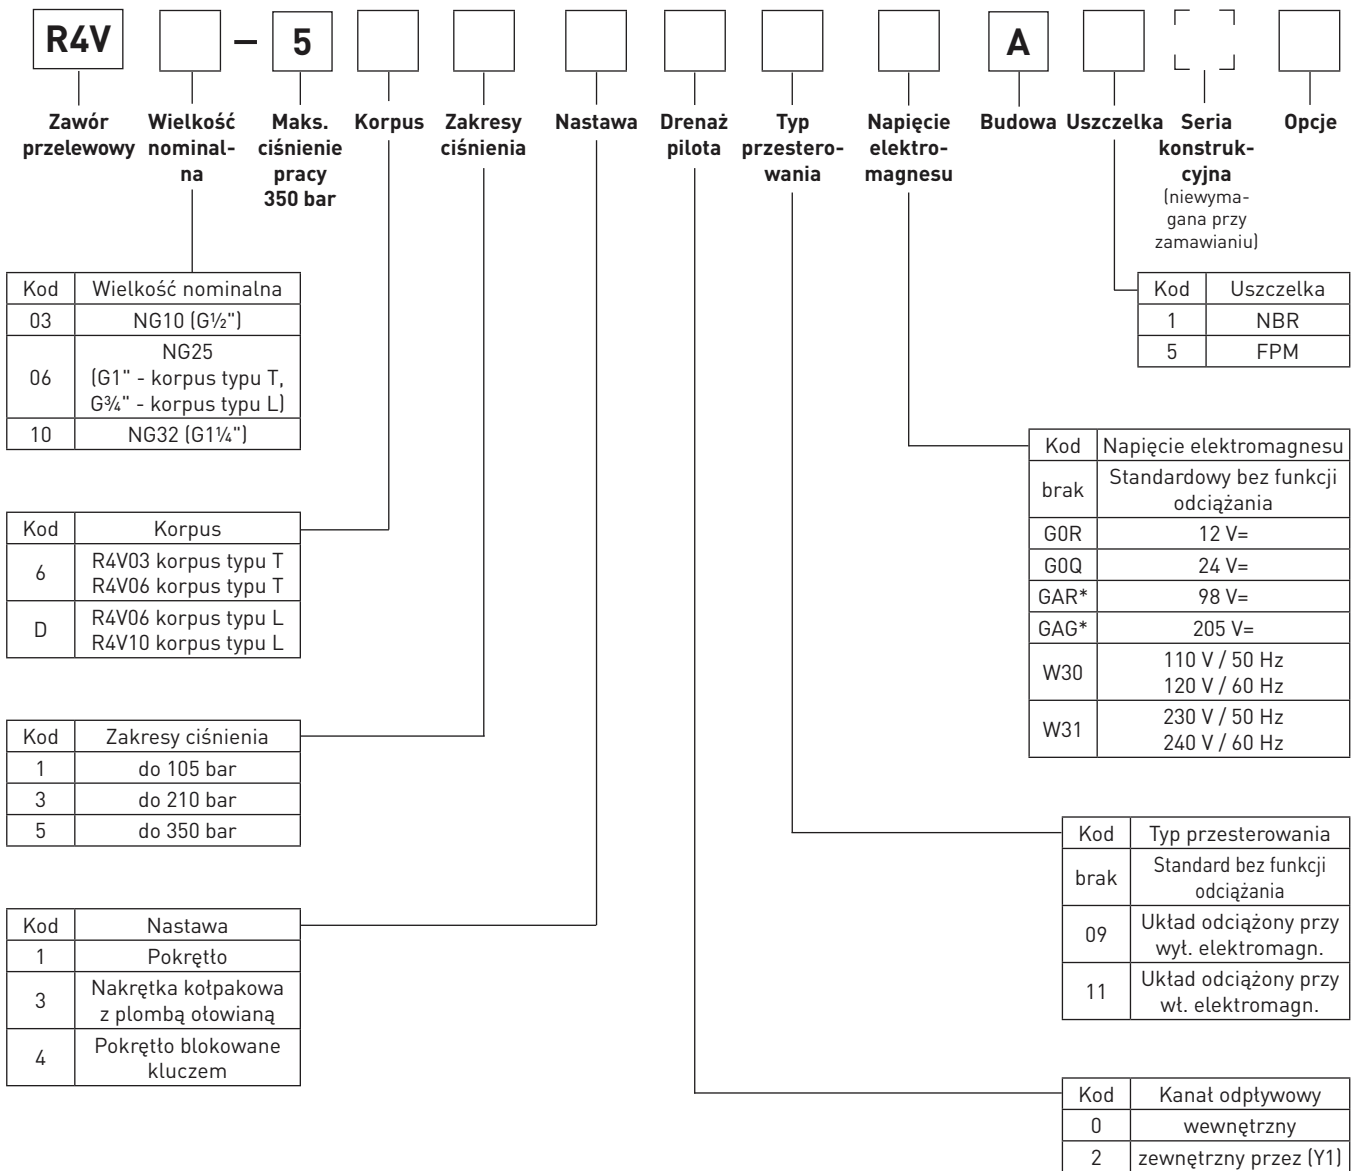 R4V – 5 A
Zawór przelewowy
Wielkość nominal-na
Maks. ciśnienie pracy 350 bar
Korpus
Zakresy ciśnienia
Nastawa
Drenaż pilota
Typ przestero-wania
Napięcie elektro-magnesu
Budowa
Uszczelka
Seria konstruk-cyjna
(niewyma-gana przy zamawianiu)
Opcje
Kod Wielkość nominalna
03 NG10 (G½")
06 NG25
(G1" - korpus typu T,
G¾" - korpus typu L)
10 NG32 (G1¼")
Kod Korpus
6 R4V03 korpus typu T
R4V06 korpus typu T
D R4V06 korpus typu L
R4V10 korpus typu L
Kod Zakresy ciśnienia
1 do 105 bar
3 do 210 bar
5 do 350 bar
Kod Nastawa
1 Pokrętło
3 Nakrętka kołpakowa
z plombą ołowianą
4 Pokrętło blokowane
kluczem
Kod Uszczelka
1 NBR
5 FPM
Kod Napięcie elektromagnesu
brak Standardowy bez funkcji
odciążania
G0R 12 V=
G0Q 24 V=
GAR* 98 V=
GAG* 205 V=
W30 110 V / 50 Hz
120 V / 60 Hz
W31 230 V / 50 Hz
240 V / 60 Hz
Kod Typ przesterowania
brak Standard bez funkcji
odciążania
09 Układ odciążony przy
wył. elektromagn.
11 Układ odciążony przy
wł. elektromagn.
Kod Kanał odpływowy
0 wewnętrzny
2 zewnętrzny przez (Y1)